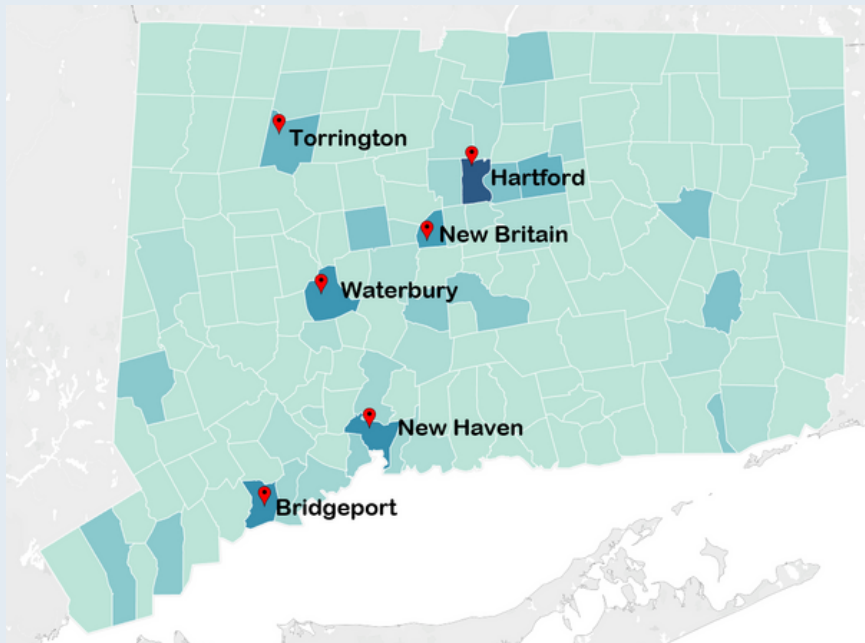 Torrington
Hartford
New Britain
Waterbury
New Haven
Bridgeport